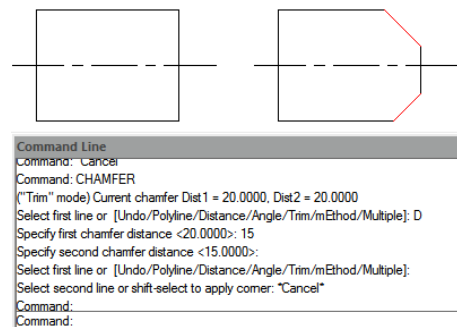 Command Line
Command: *Cancel*
Command: CHAMFER
("Trim" mode) Current chamfer Dist1 = 20.0000, Dist2 = 20.0000
Select first line or [Undo/Polyline/Distance/Angle/Trim/mEthod/Multiple]: D
Specify first chamfer distance <20.0000>: 15
Specify second chamfer distance <15.0000>:
Select first line or [Undo/Polyline/Distance/Angle/Trim/mEthod/Multiple]:
Select second line or shift-select to apply corner: *Cancel*
Command:
Command: